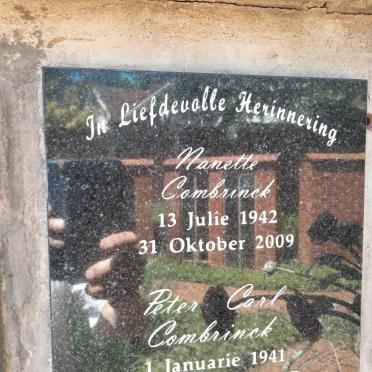 In Liefdevolle Herinnering
Nanette
Combrinck
13 Julie 1942
31 Oktober 2009
Peter Carl
Combrinck
1 Januarie 1941